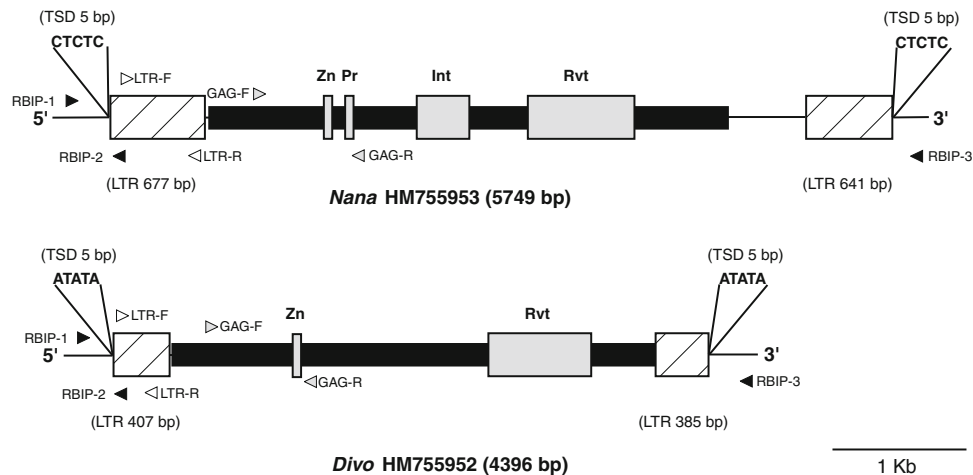 (TSD 5 bp) (TSD 5 bp)
CTCTC CTCTC
LTR-F Zn Pr Int Rvt
GAG-F
RBIP-1
5' 3'
RBIP-2 LTR-R GAG-R RBIP-3
(LTR 677 bp) (LTR 641 bp)
Nana HM755953 (5749 bp)
(TSD 5 bp) (TSD 5 bp)
ATATA ATATA
LTR-F Zn Rvt
GAG-F
RBIP-1
5' 3'
GAG-R RBIP-3
RBIP-2 LTR-R
(LTR 407 bp) (LTR 385 bp)
Divo HM755952 (4396 bp)
1 Kb